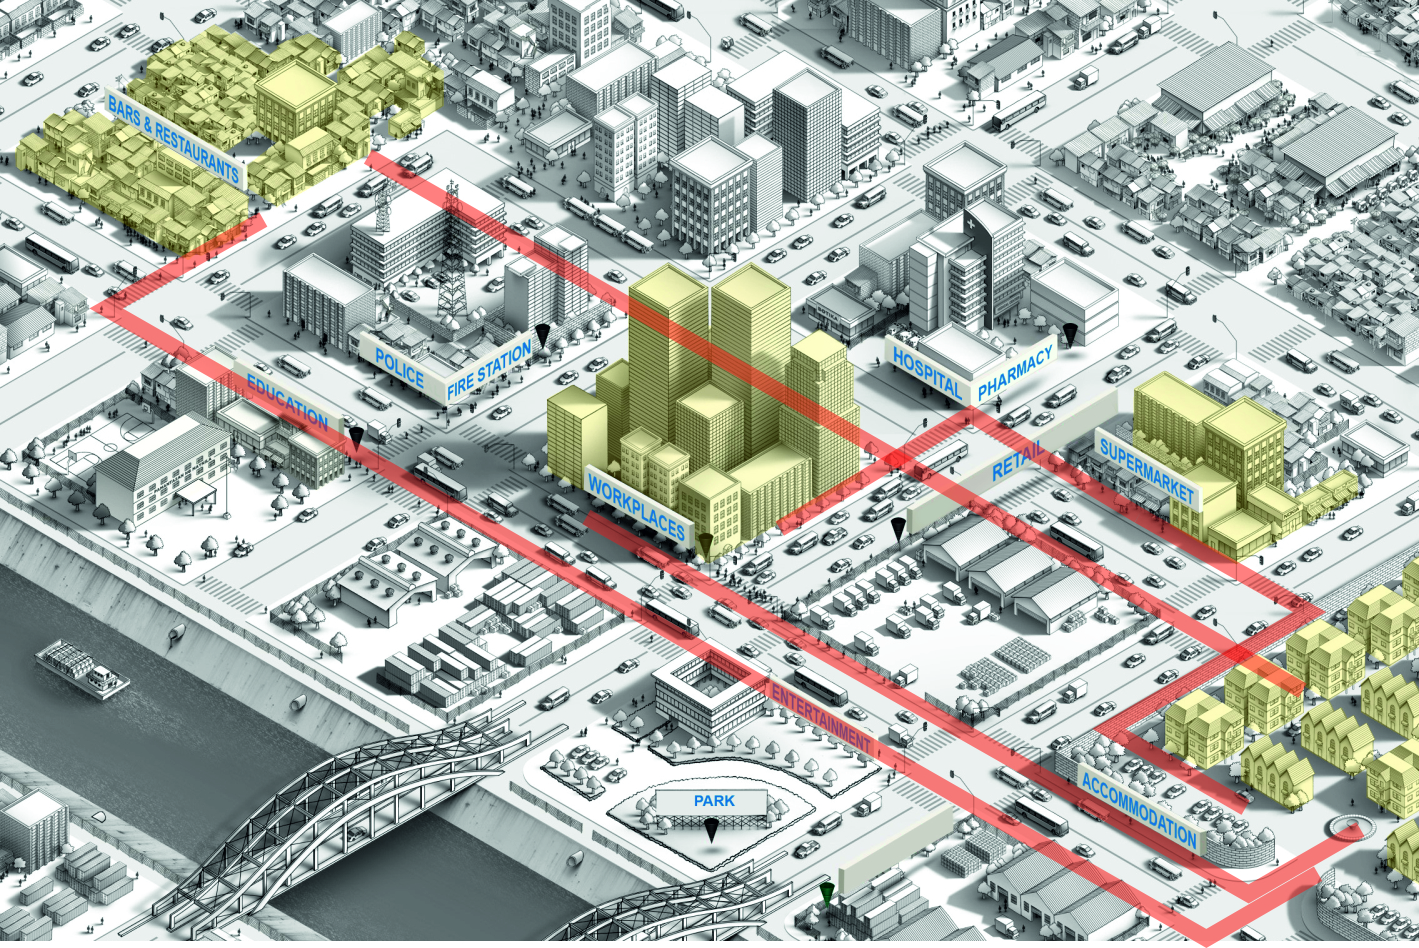 BARS & RESTAURANTS
POLICE
FIRE STATION
EDUCATION
HOSPITAL
PHARMACY
RETAIL
SUPERMARKET
WORKPLACES
ENTERTAINMENT
PARK
ACCOMMODATION